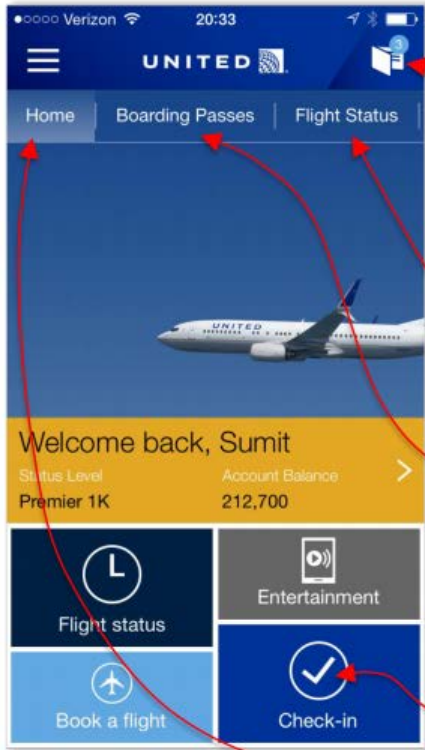 Verizon 20:33
UNITED
3
Home Boarding Passes Flight Status
UNITED
Welcome back, Sumit
Status Level Account Balance
Premier 1K 212,700
Flight status
Entertainment
Book a flight
Check-in